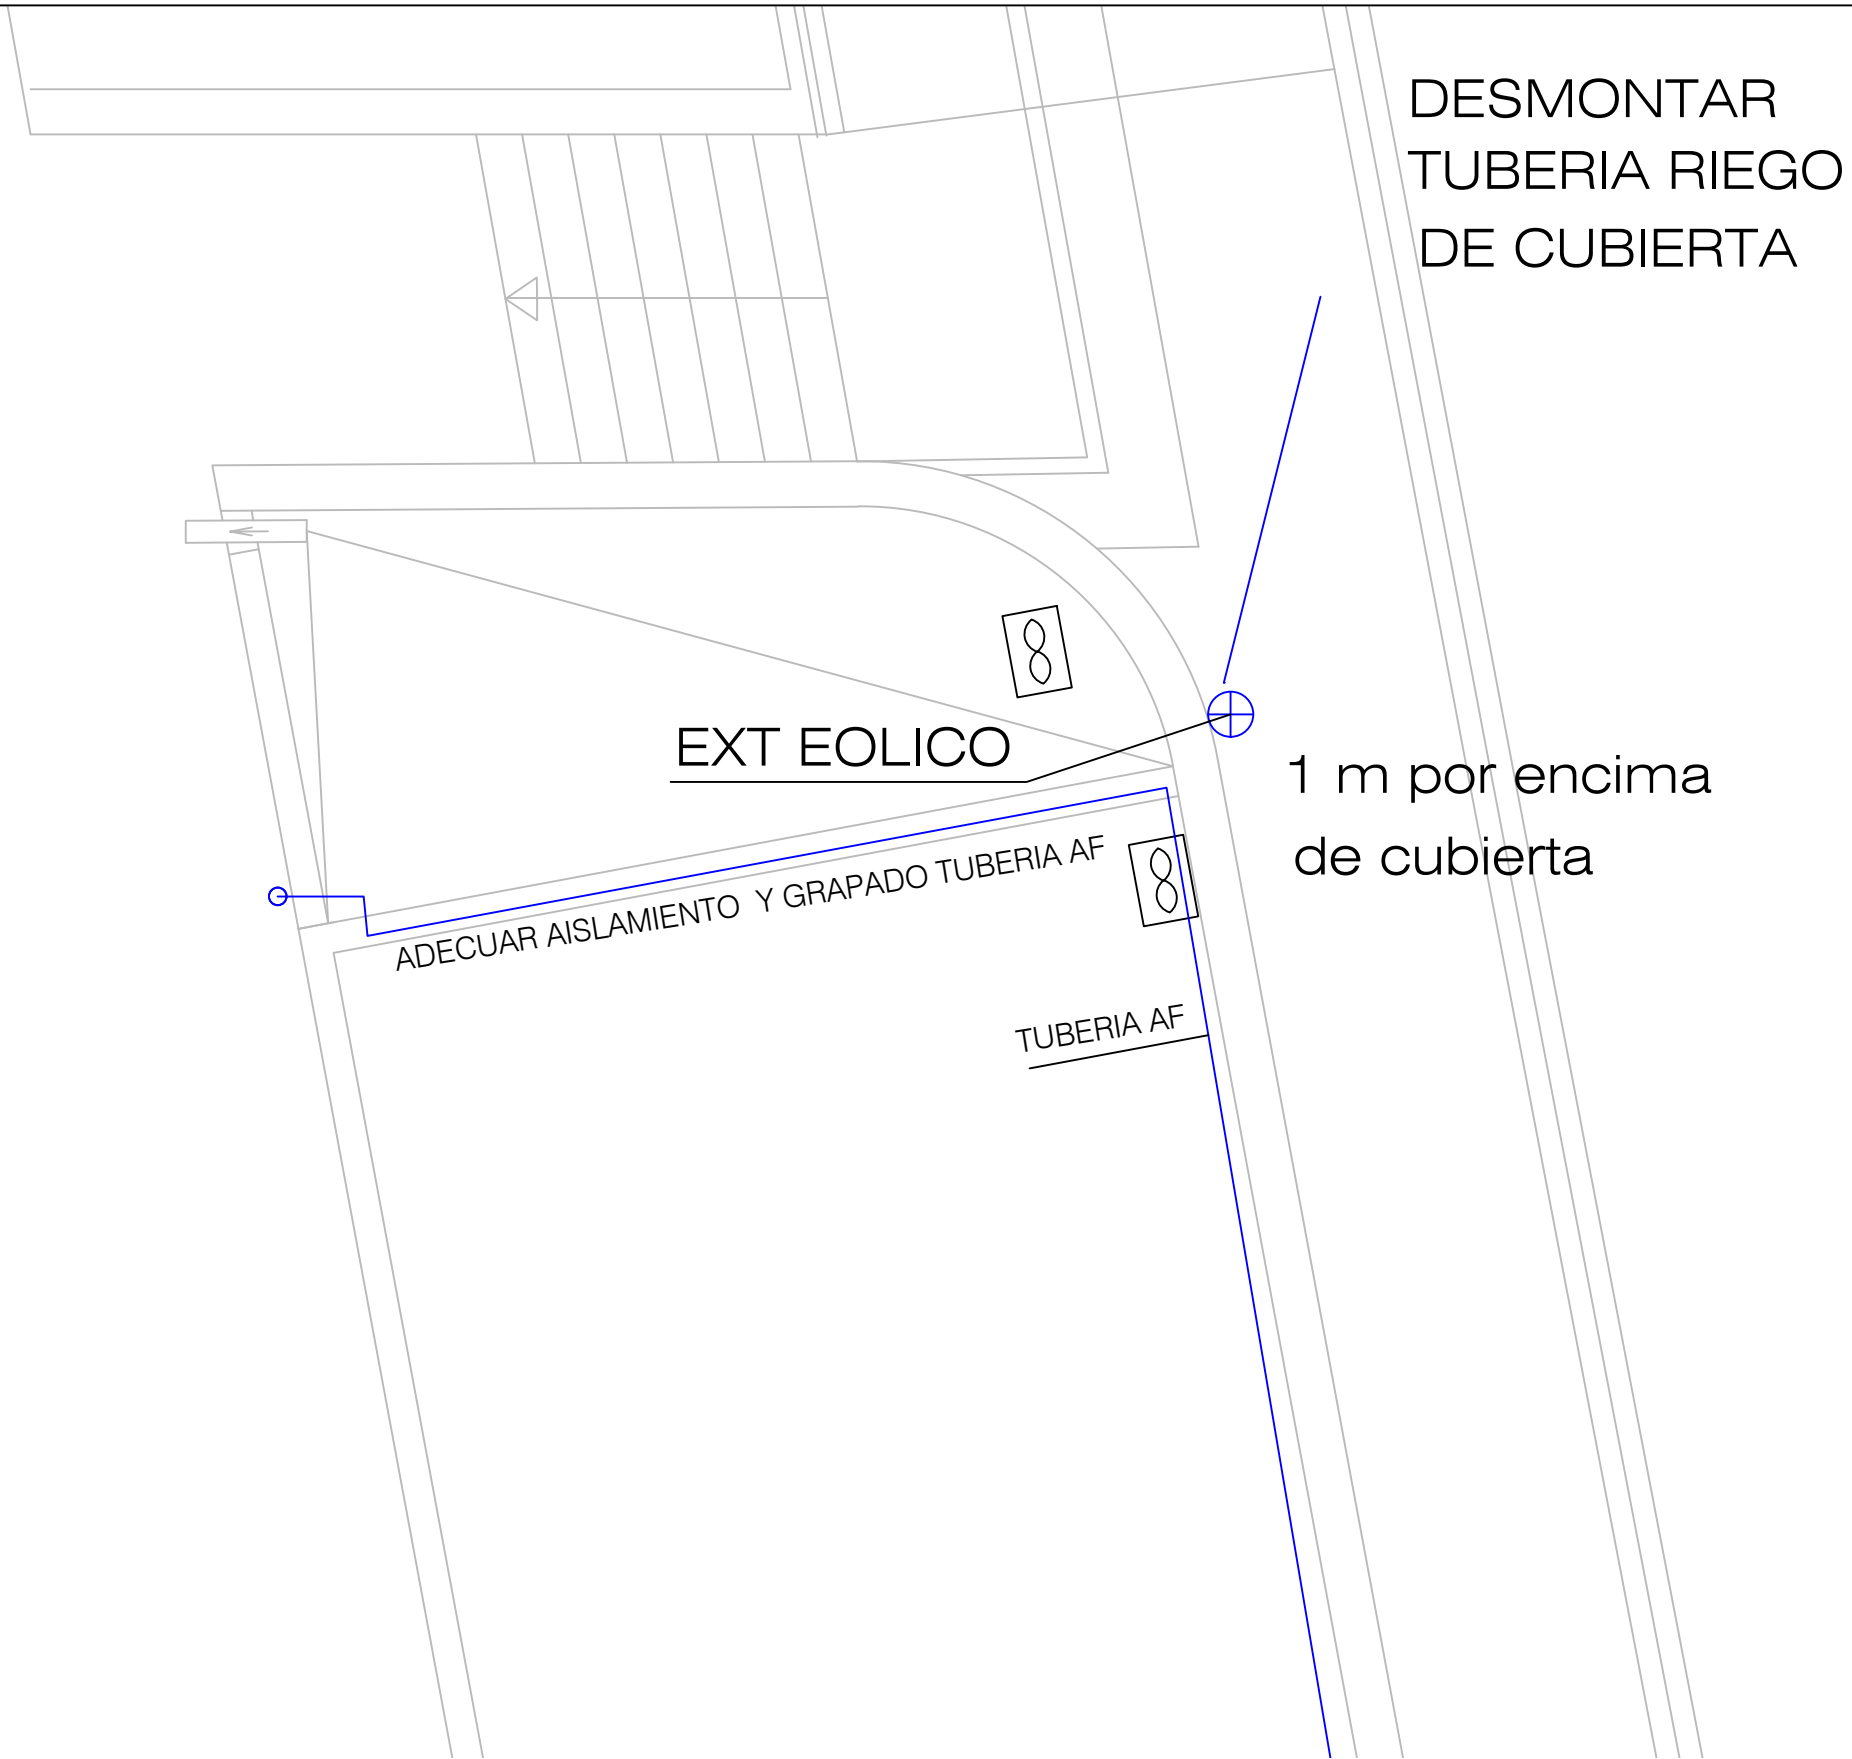 DESMONTAR
TUBERIA RIEGO
DE CUBIERTA
EXT EOLICO
1 m por encima
de cubierta
ADECUAR AISLAMIENTO Y GRAPADO TUBERIA AF
TUBERIA AF